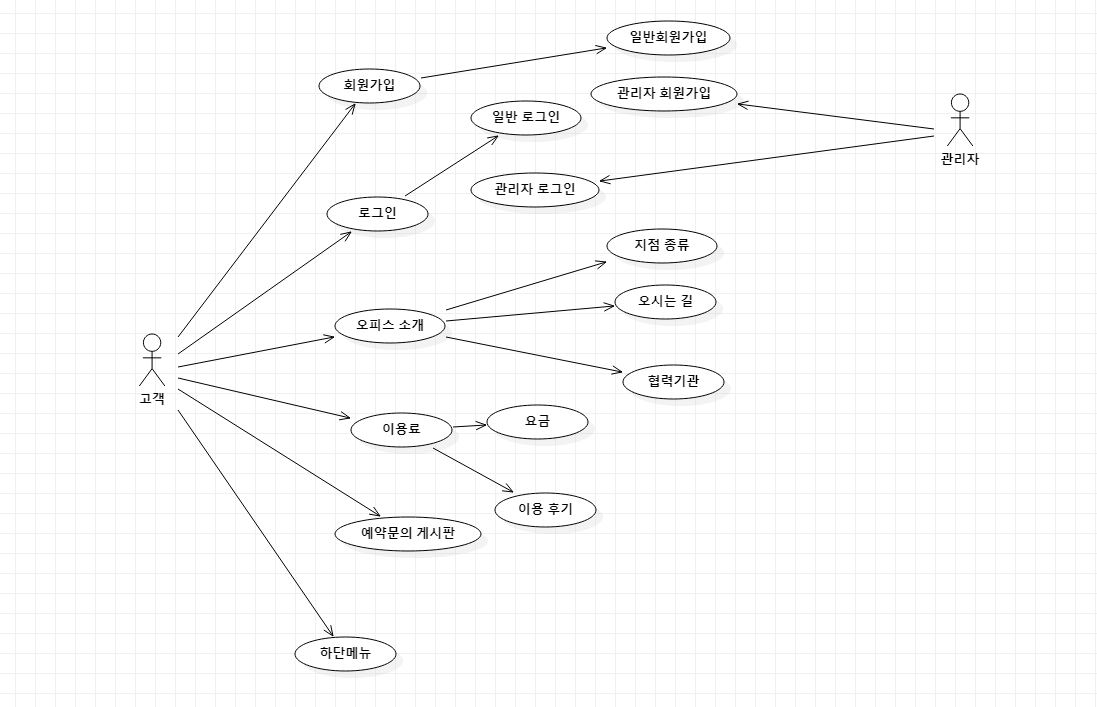 일반회원가입
회원가입
관리자 회원가입
일반 로그인
관리자
관리자 로그인
로그인
지점 종류
오시는 길
오피스 소개
협력기관
고객
이용료
요금
이용 후기
예약문의 게시판
하단메뉴